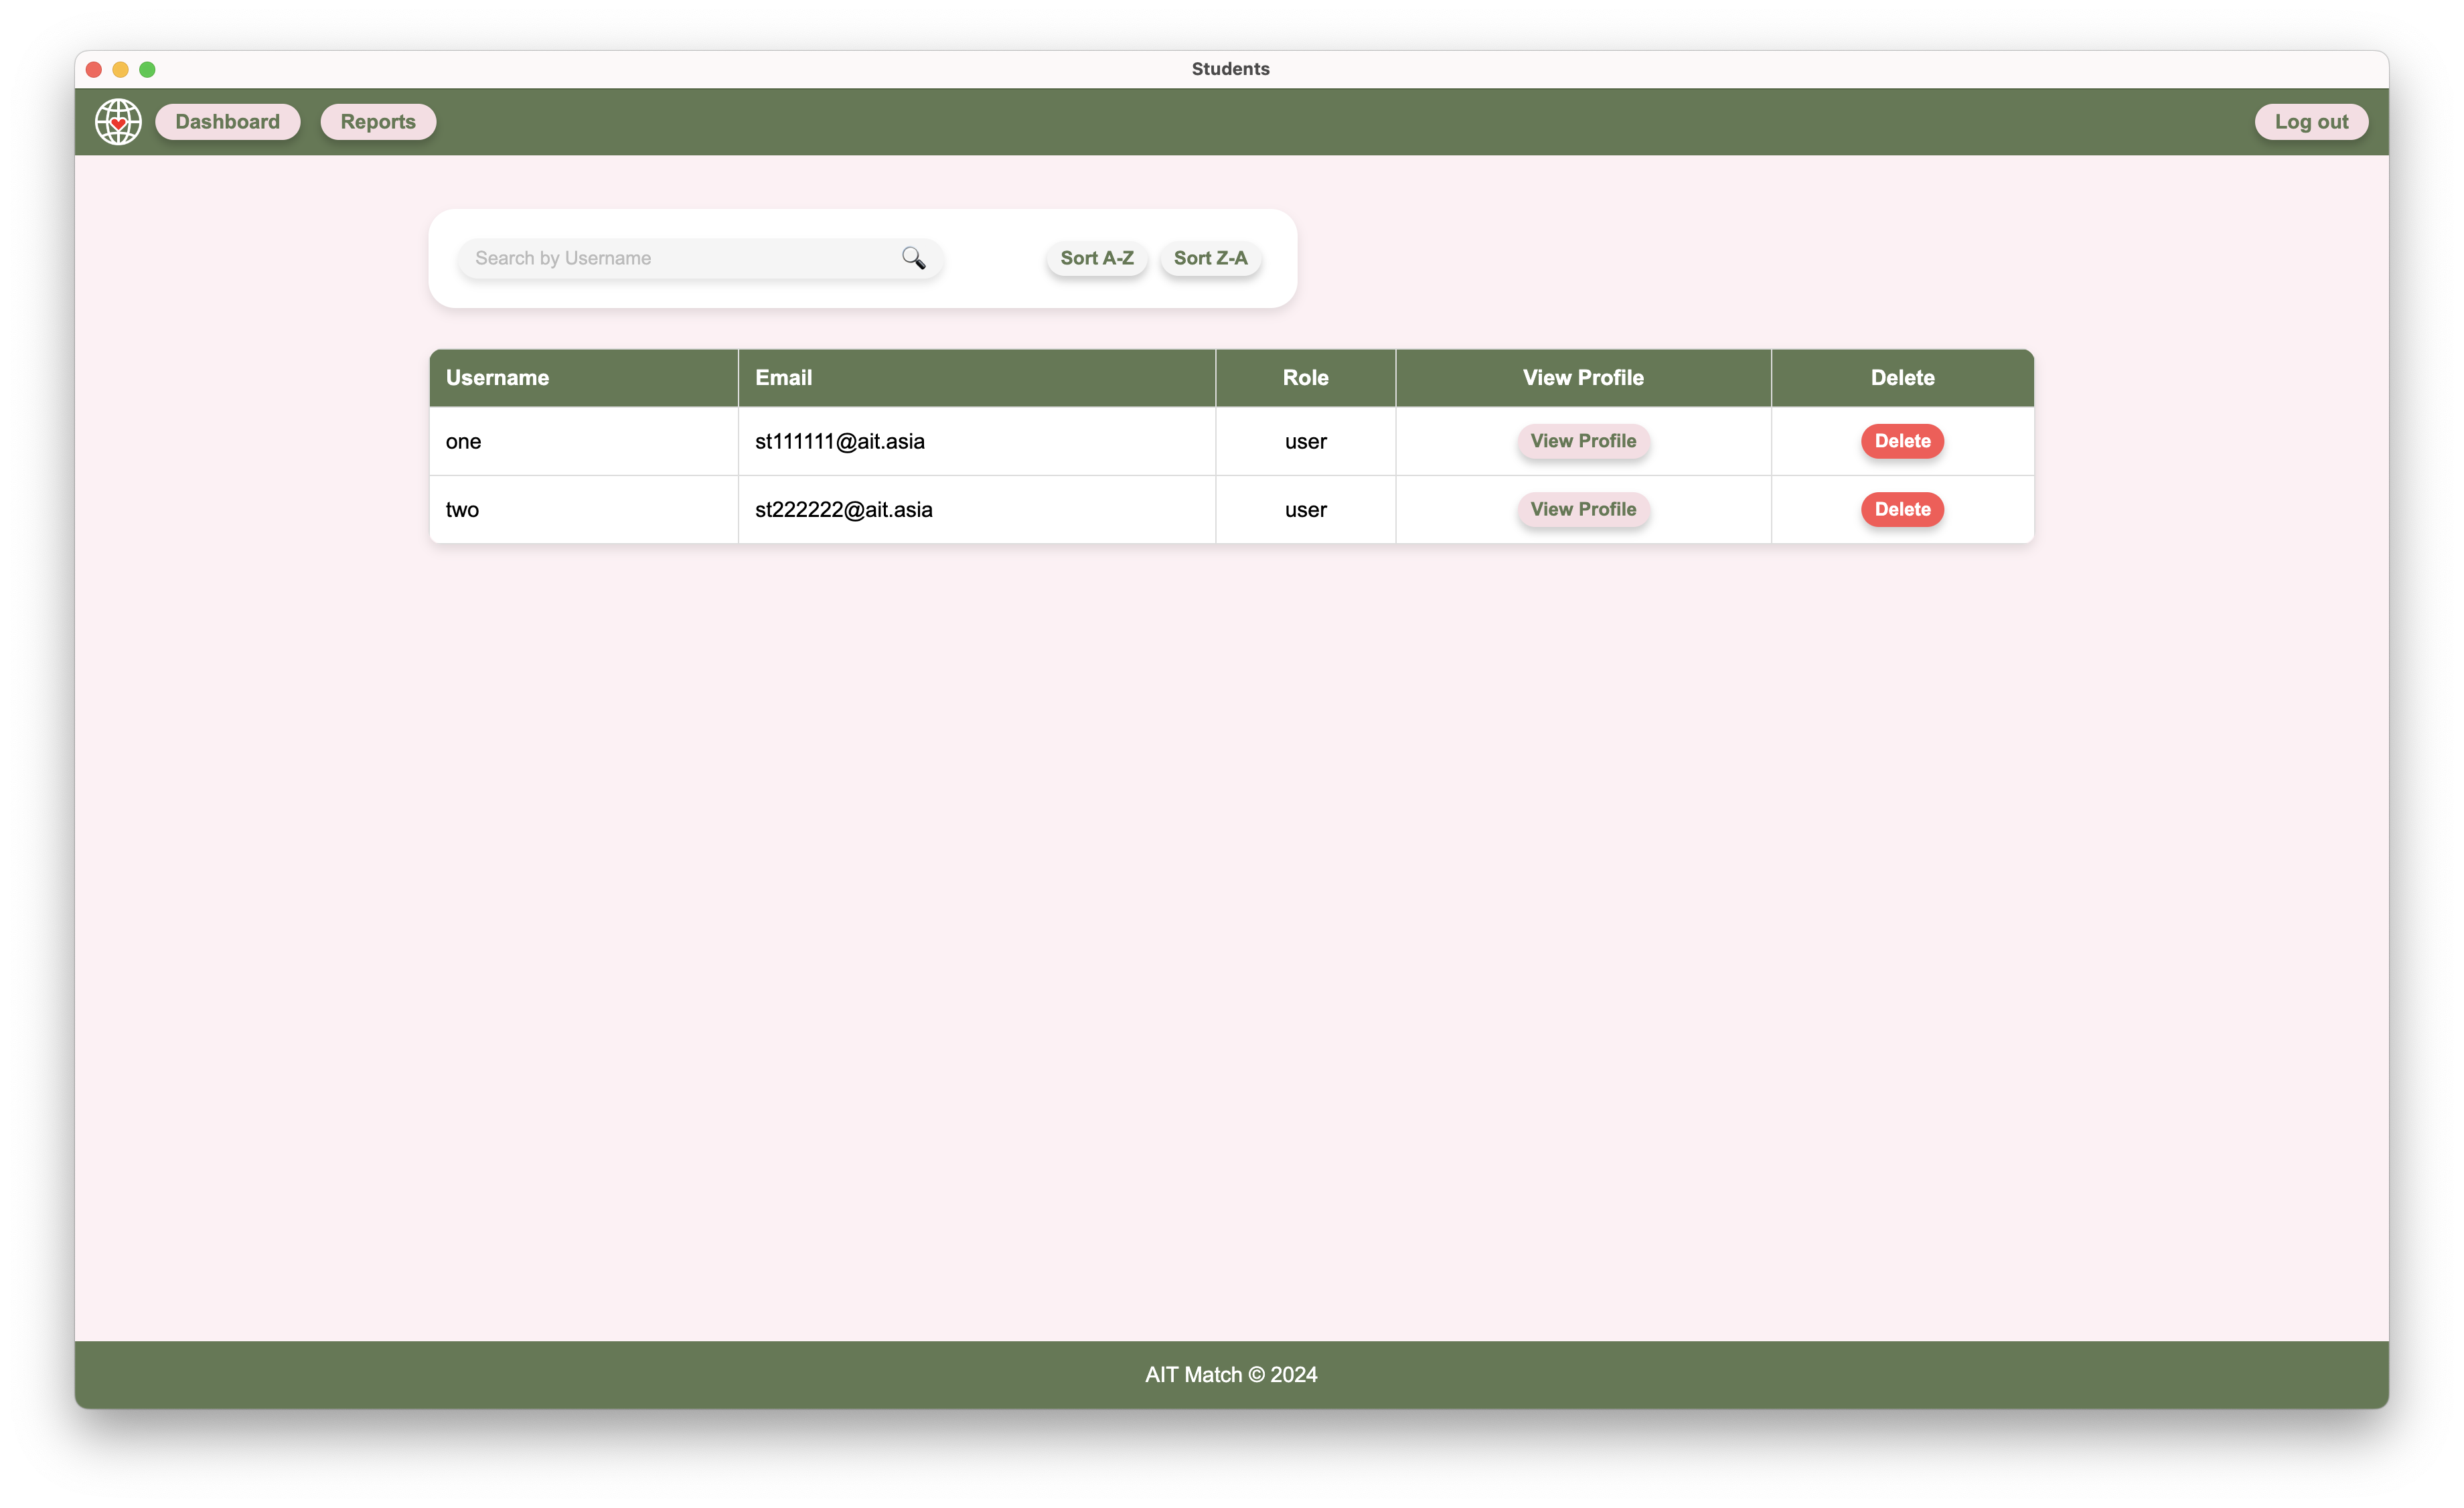 Students
Dashboard Reports Log out
Search by Username Sort A-Z Sort Z-A
Username Email Role View Profile Delete
one st111111@ait.asia user View Profile Delete
two st222222@ait.asia user View Profile Delete
AIT Match © 2024